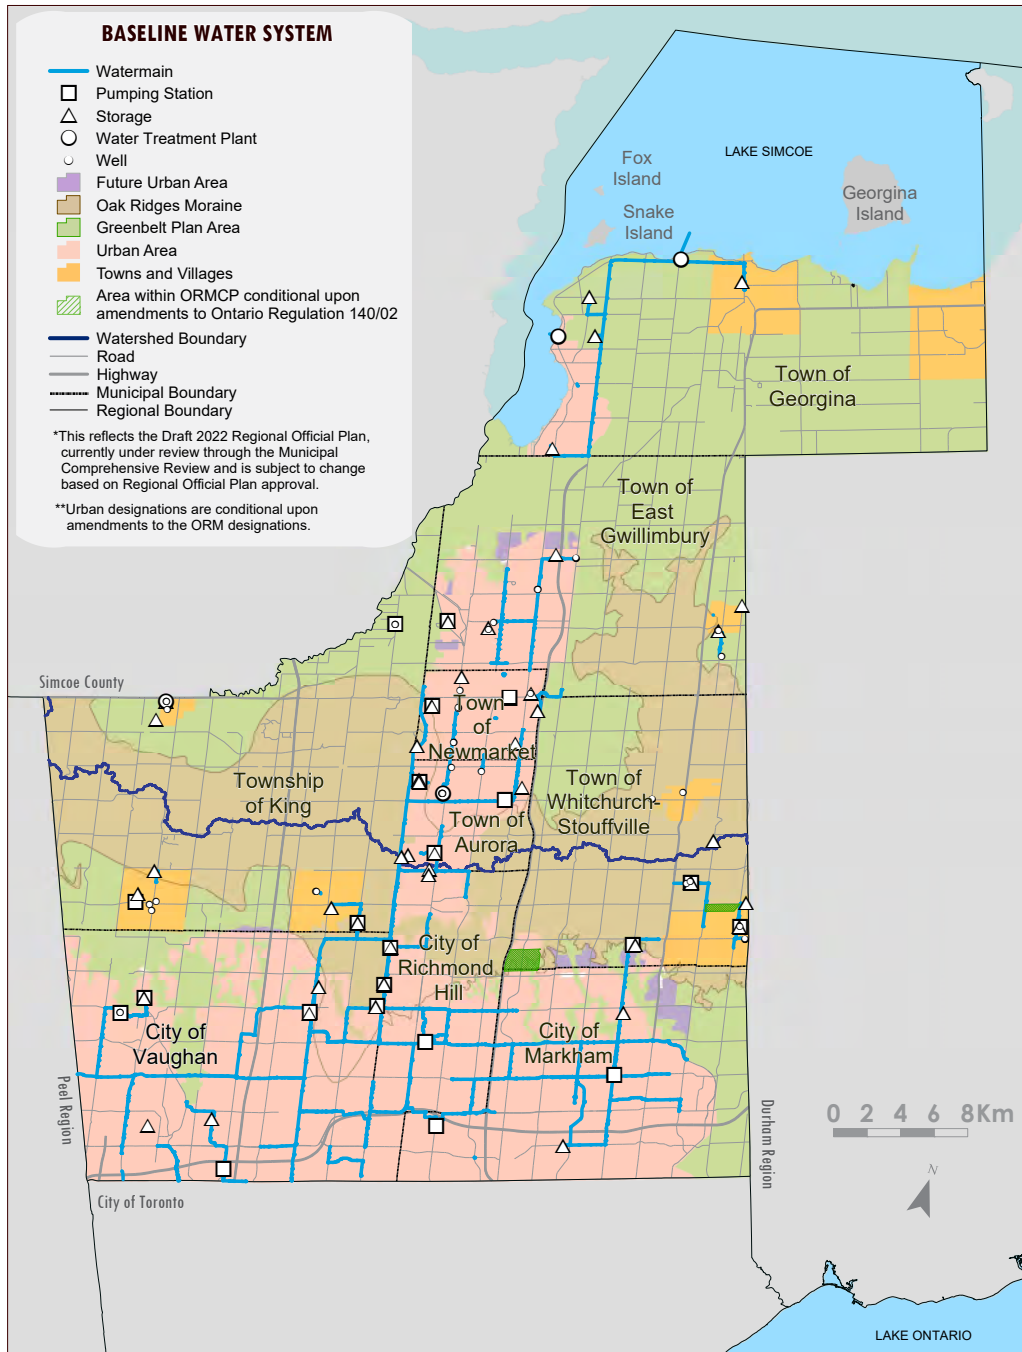 BASELINE WATER SYSTEM
Watermain
Pumping Station
Storage
Water Treatment Plant
Well
Future Urban Area
Oak Ridges Moraine
Greenbelt Plan Area
Urban Area
Towns and Villages
Area within ORMCP conditional upon
amendments to Ontario Regulation 140/02
Watershed Boundary
Road
Highway
Municipal Boundary
Regional Boundary
*This reflects the Draft 2022 Regional Official Plan,
currently under review through the Municipal
Comprehensive Review and is subject to change
based on Regional Official Plan approval.
**Urban designations are conditional upon
amendments to the ORM designations.
LAKE SIMCOE
Fox
Island
Snake
Island
Georgina
Island
Town of
Georgina
Town of
East
Gwillimbury
Simcoe County
Town
of
Newmarket
Township
of King
Town of
Whitchurch-
Stouffville
Town of
Aurora
City of
Richmond
Hill
City of
Vaughan
City of
Markham
Peel Region
Durham Region
0 2 4 6 8Km
N
City of Toronto
LAKE ONTARIO